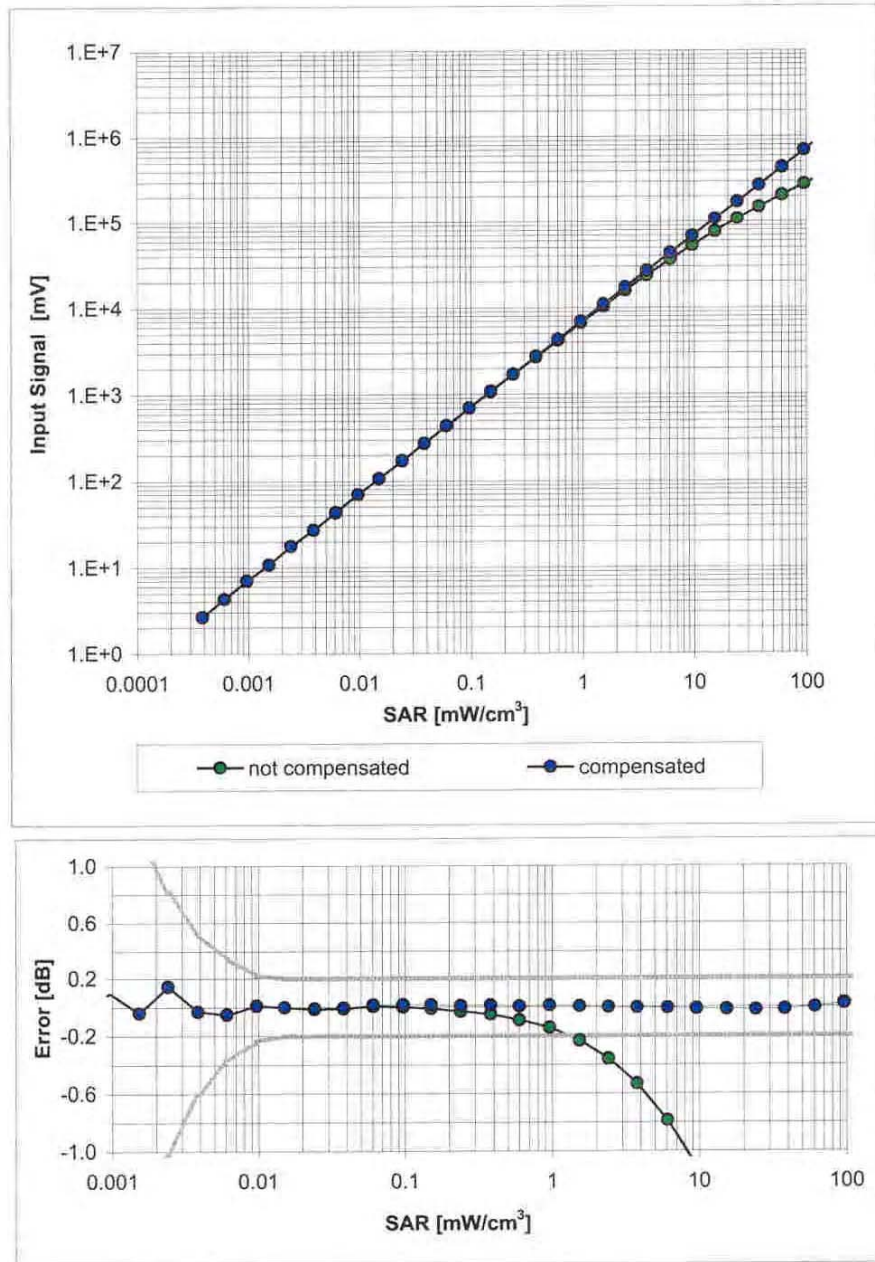 1.E+7
1.E+6
1.E+5
1.E+4
1.E+3
1.E+2
1.E+1
1.E+0
Input Signal [mV]
0.0001 0.001 0.01 0.1 1 10 100
SAR [mW/cm³]
not compensated compensated
1.0
0.6
0.2
-0.2
-0.6
-1.0
Error [dB]
0.001 0.01 0.1 1 10 100
SAR [mW/cm³]